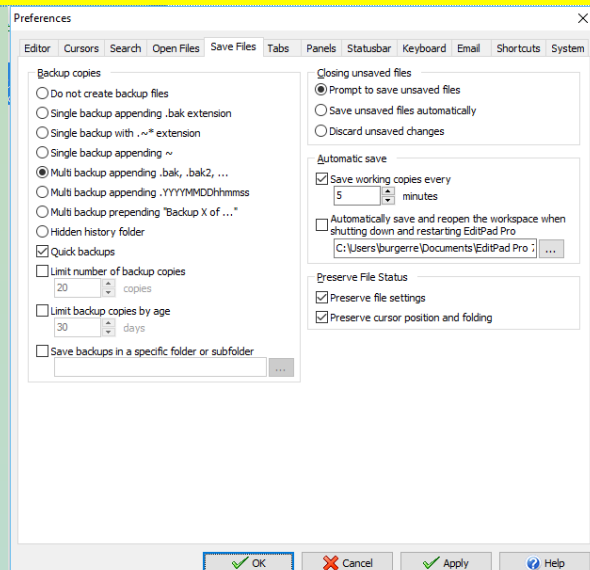 Preferences
Editor Cursors Search Open Files Save Files Tabs Panels Statusbar Keyboard Email Shortcuts System
Backup copies
Do not create backup files
Single backup appending .bak extension
Single backup with .~* extension
Single backup appending ~
Multi backup appending .bak, .bak2, ...
Multi backup appending .YYYYMMDDhhmmss
Multi backup prepending "Backup X of ..."
Hidden history folder
Quick backups
Limit number of backup copies
20 copies
Limit backup copies by age
30 days
Save backups in a specific folder or subfolder
...
Closing unsaved files
Prompt to save unsaved files
Save unsaved files automatically
Discard unsaved changes
Automatic save
Save working copies every
5 minutes
Automatically save and reopen the workspace when
shutting down and restarting EditPad Pro
C:\Users\burgerre\Documents\EditPad Pro 7 ...
Preserve File Status
Preserve file settings
Preserve cursor position and folding
OK Cancel Apply Help